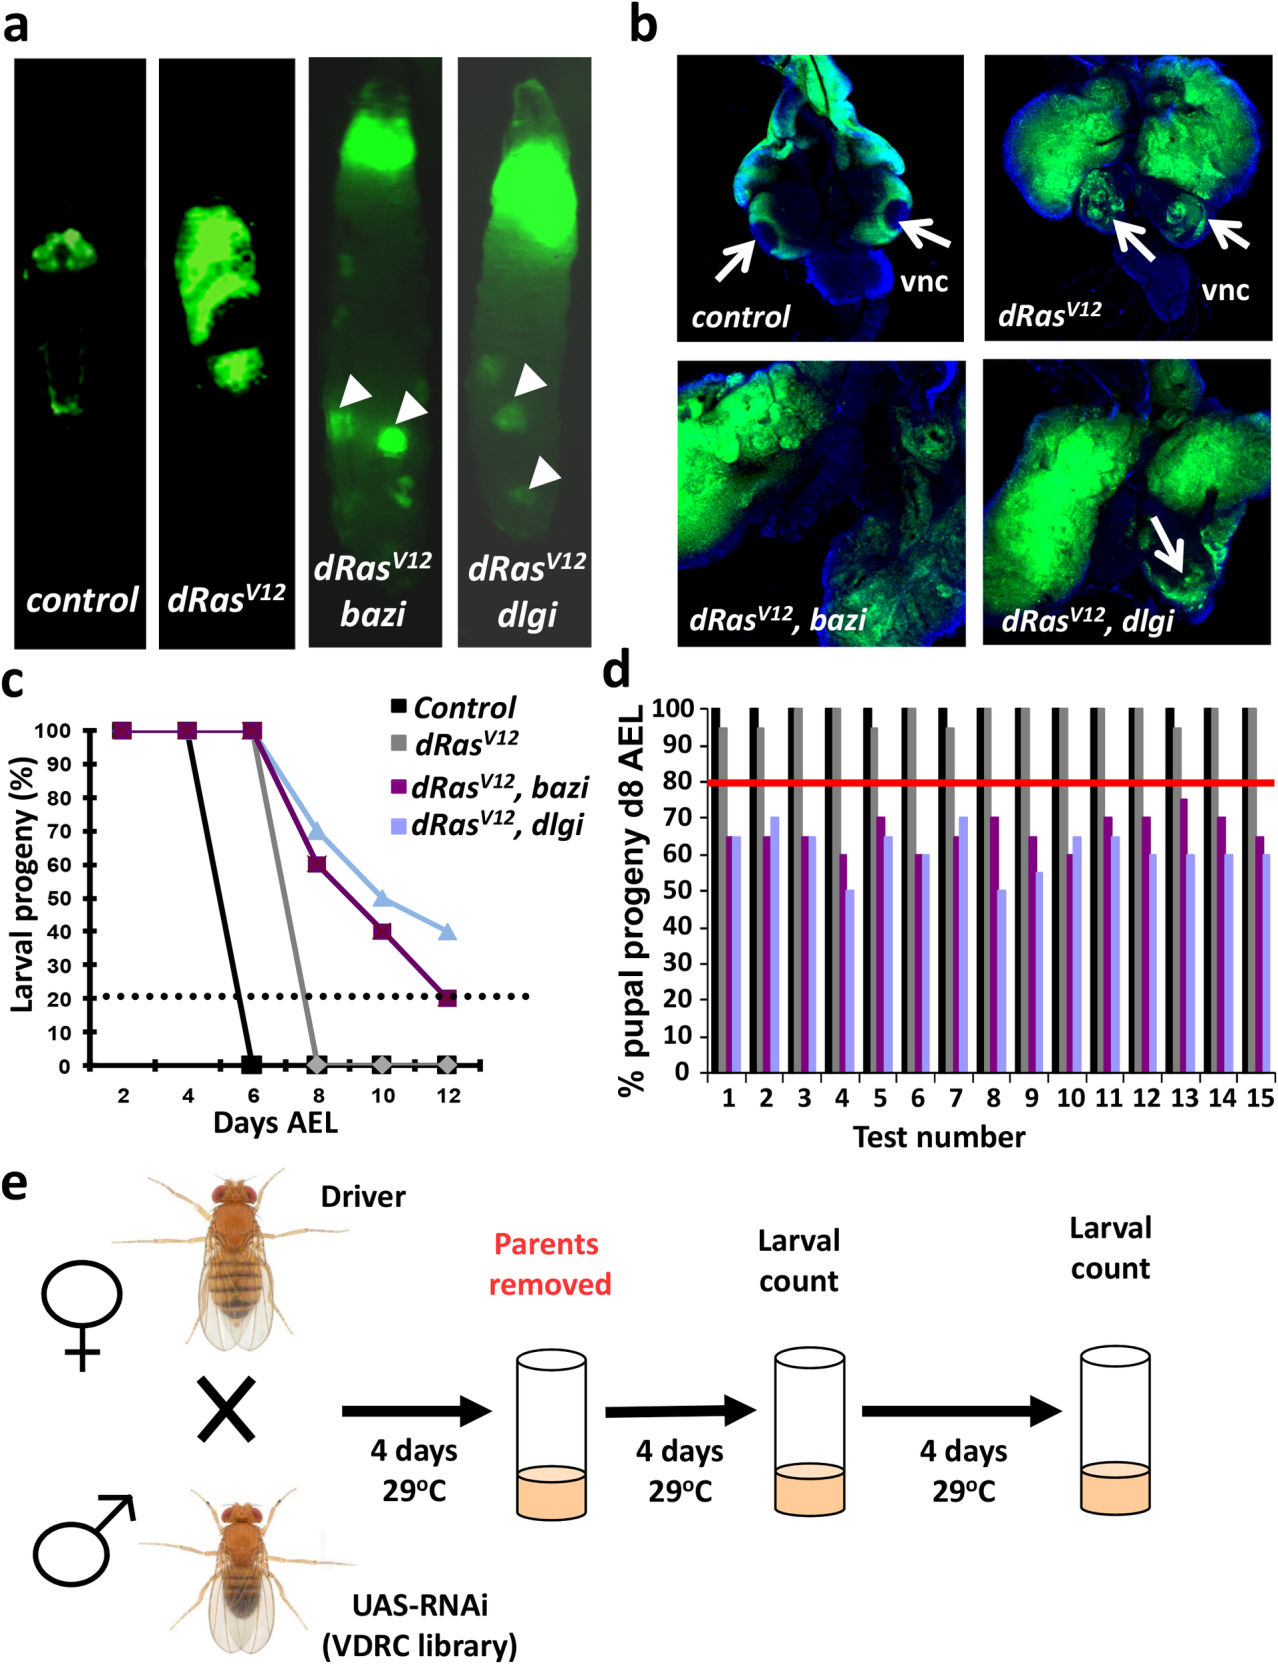 a
control
dRasV12
dRasV12
bazi
dRasV12
dlgi
b
control
vnc
dRasV12
vnc
dRasV12, bazi
dRasV12, dlgi
c
Control
dRasV12
dRasV12, bazi
dRasV12, dlgi
Larval progeny (%)
100
90
80
70
60
50
40
30
20
10
0
2 4 6 8 10 12
Days AEL
d
% pupal progeny d8 AEL
100
90
80
70
60
50
40
30
20
10
0
1 2 3 4 5 6 7 8 9 10 11 12 13 14 15
Test number
e
Driver
UAS-RNAi
(VDRC library)
4 days
29oC
Parents
removed
4 days
29oC
Larval
count
4 days
29oC
Larval
count